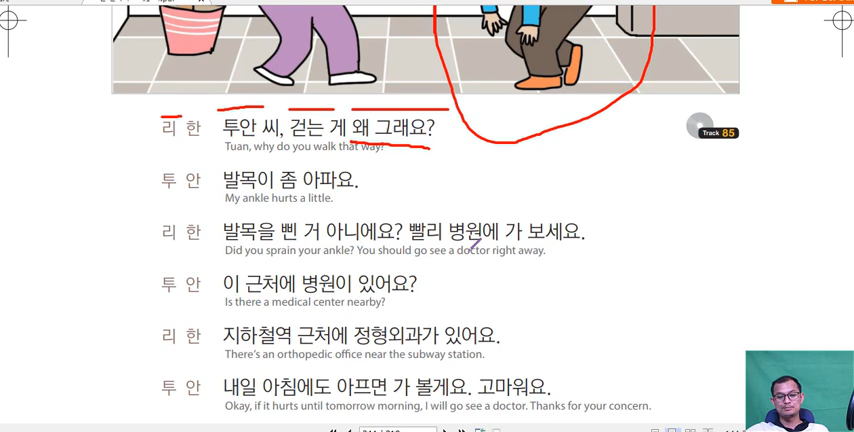 리 한 투안 씨, 걷는 게 왜 그래요?
Tuan, why do you walk that way?
Track 85
투 안 발목이 좀 아파요.
My ankle hurts a little.
리 한 발목을 삔 거 아니에요? 빨리 병원에 가 보세요.
Did you sprain your ankle? You should go see a doctor right away.
투 안 이 근처에 병원이 있어요?
Is there a medical center nearby?
리 한 지하철역 근처에 정형외과가 있어요.
There's an orthopedic office near the subway station.
투 안 내일 아침에도 아프면 가 볼게요. 고마워요.
Okay, if it hurts until tomorrow morning, I will go see a doctor. Thanks for your concern.